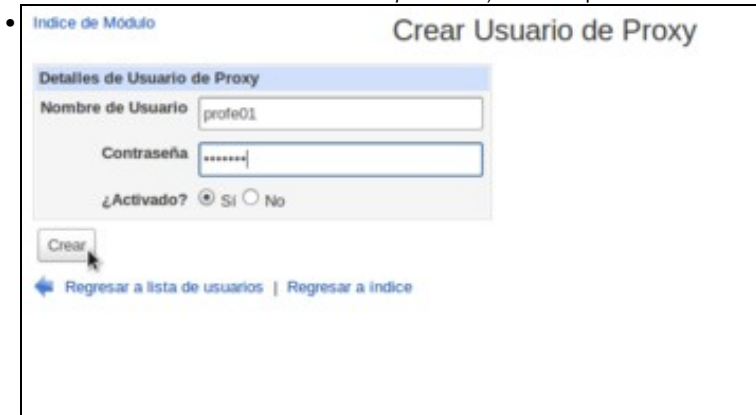 Indice de Módulo
Crear Usuario de Proxy
Detalles de Usuario de Proxy
Nombre de Usuario profe01
Contraseña •••••••
¿Activado? Sí No
Crear
Regresar a lista de usuarios | Regresar a índice